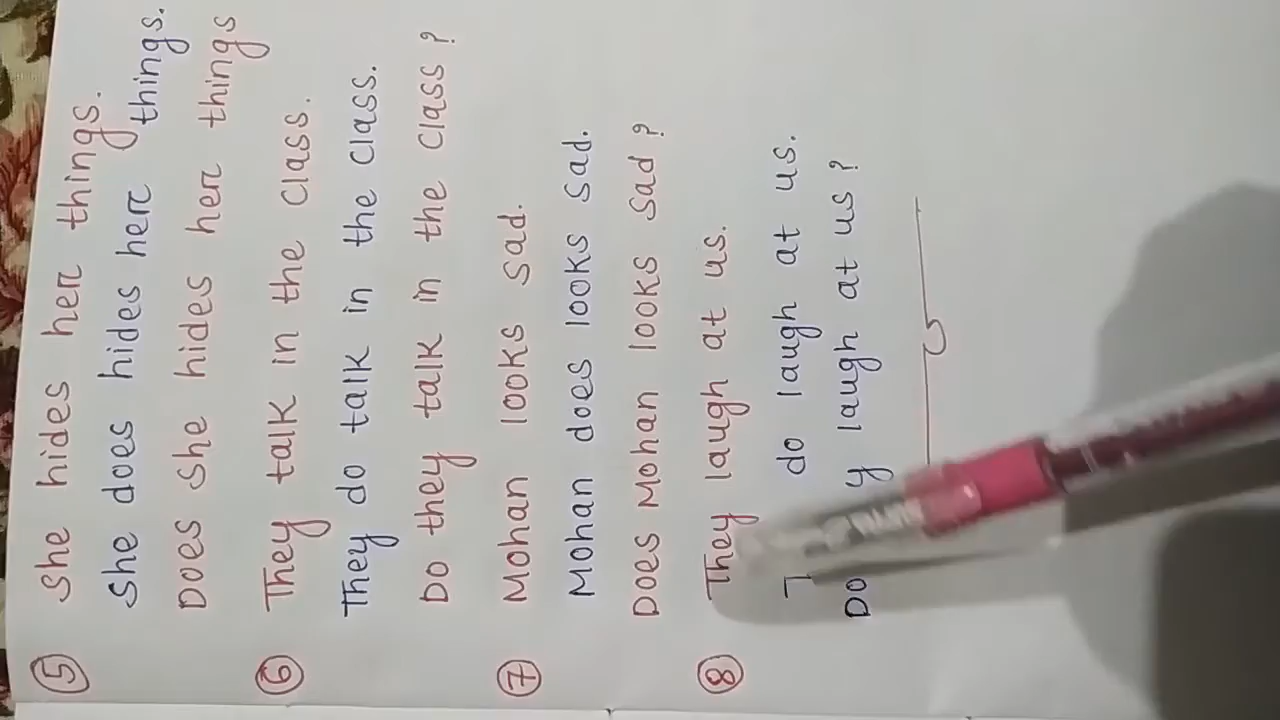 5 She hides her things.
She does hides her things.
Does she hides her things
6 They talk in the class.
They do talk in the class.
Do they talk in the class?
7 Mohan looks sad.
Mohan does looks sad.
Does Mohan looks sad?
8 They laugh at us.
do laugh at us.
Do laugh at us?